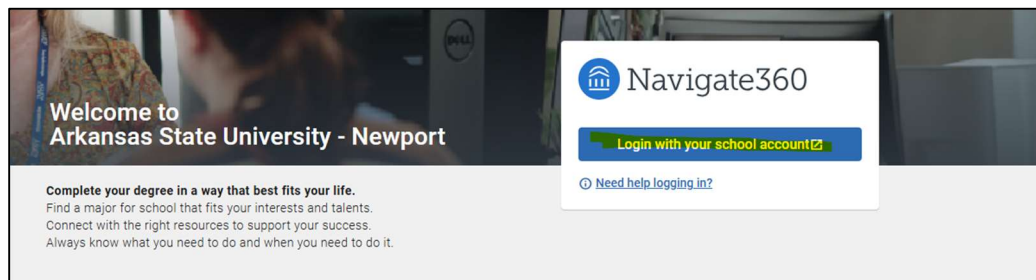 DELL
Welcome to
Arkansas State University - Newport
Complete your degree in a way that best fits your life.
Find a major for school that fits your interests and talents.
Connect with the right resources to support your success.
Always know what you need to do and when you need to do it.
Navigate360
Login with your school account
Need help logging in?